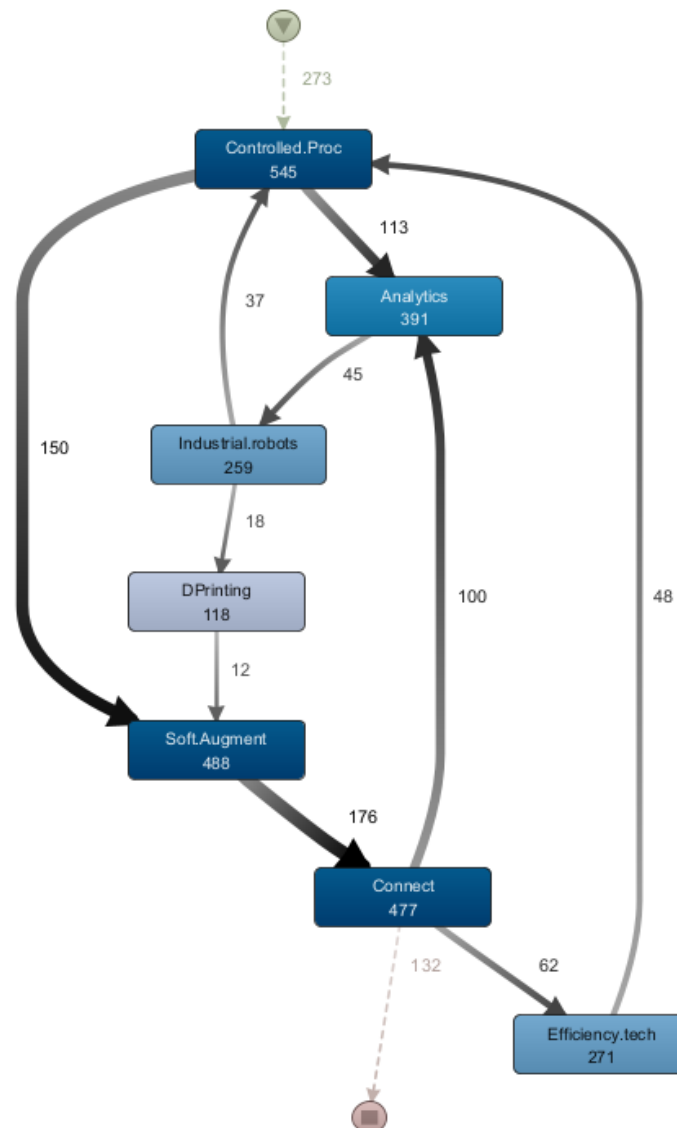 273
Controlled.Proc
545
113
Analytics
391
37
45
150
Industrial.robots
259
18
DPrinting
118
100
48
12
Soft.Augment
488
176
Connect
477
132
62
Efficiency.tech
271